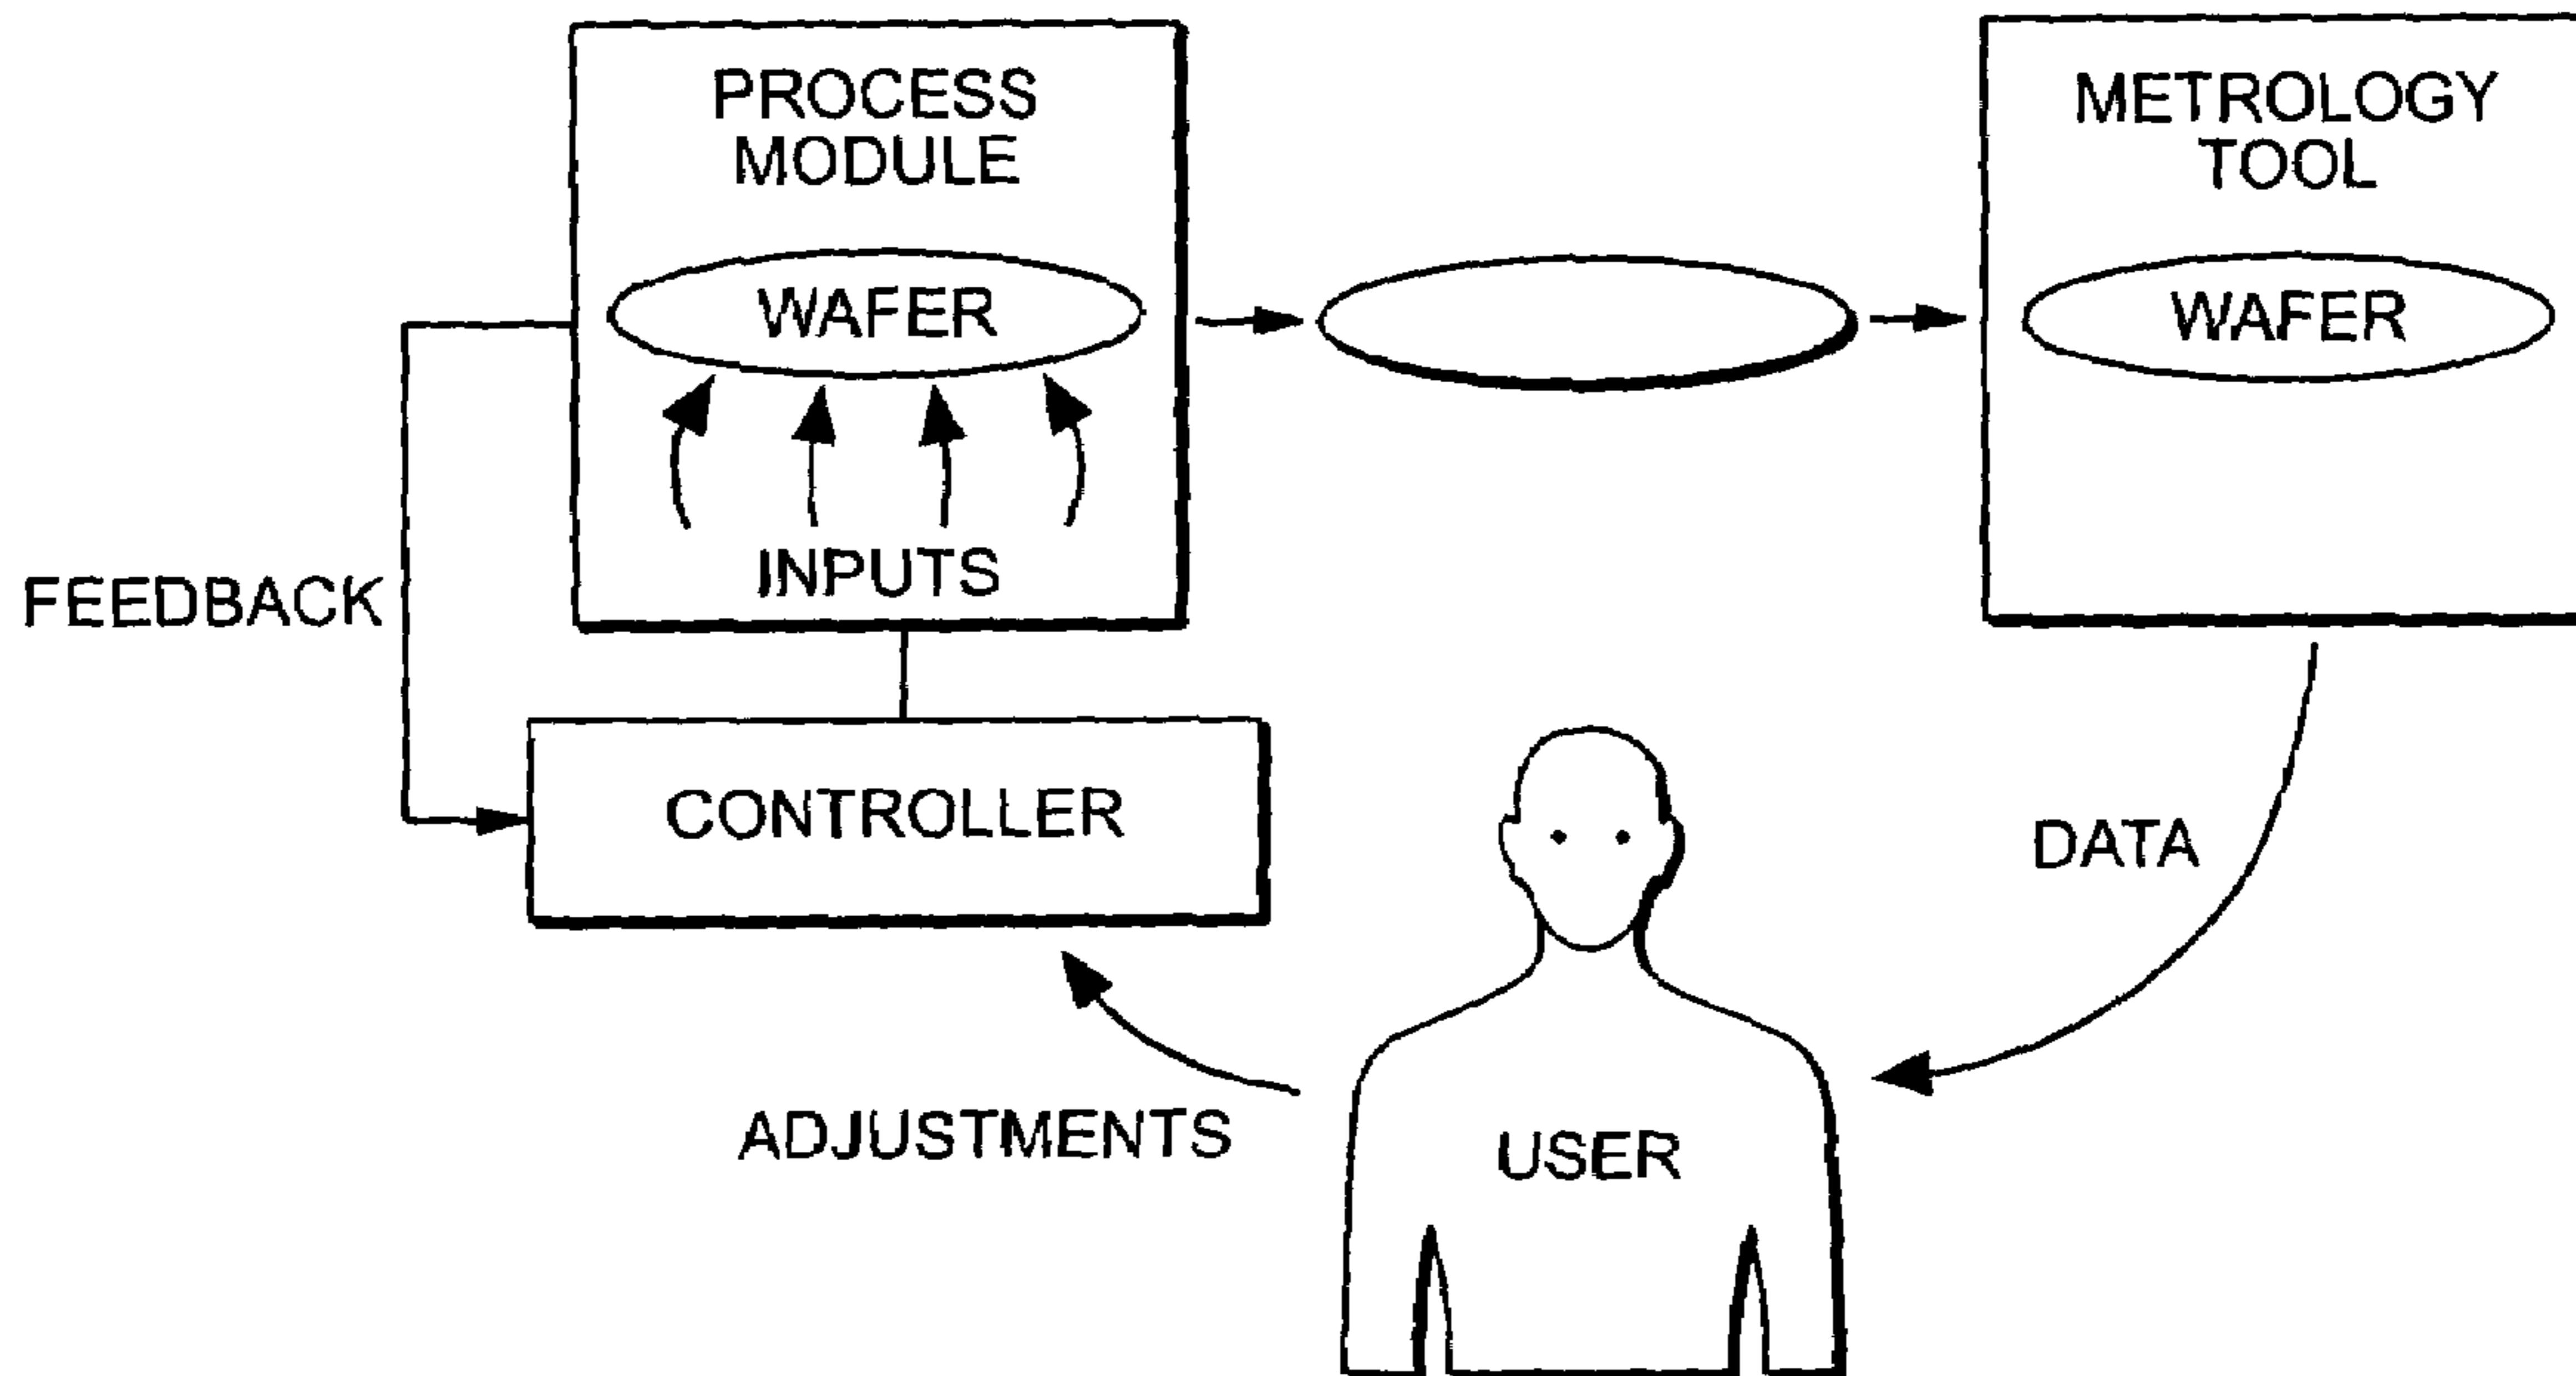 PROCESS
MODULE
WAFER
INPUTS
METROLOGY
TOOL
WAFER
FEEDBACK
CONTROLLER
DATA
ADJUSTMENTS
USER